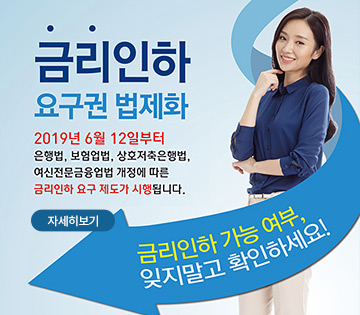 금리인하
요구권 법제화
2019년 6월 12일부터
은행법, 보험업법, 상호저축은행법,
여신전문금융업법 개정에 따른
금리인하 요구 제도가 시행됩니다.
자세히보기
금리인하 가능 여부,
잊지말고 확인하세요!